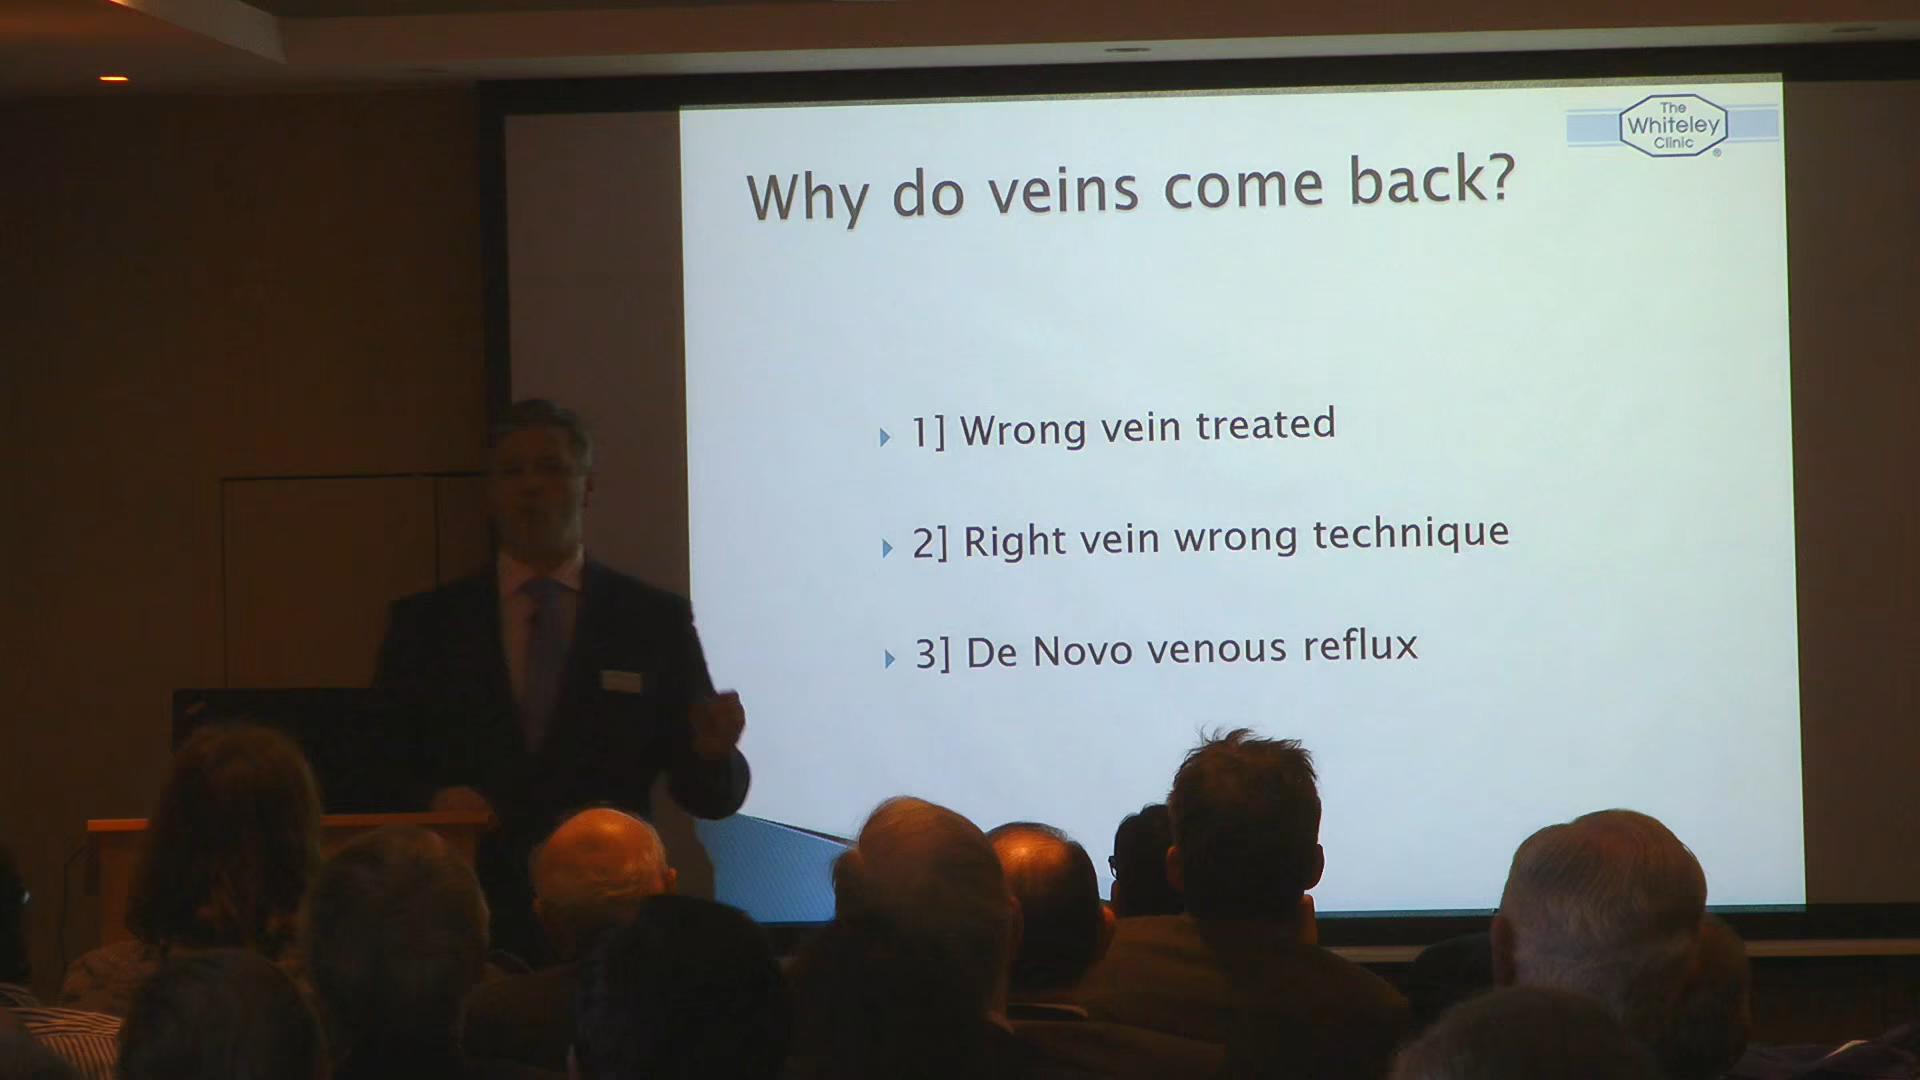 The
Whiteley
Clinic
®
Why do veins come back?
1] Wrong vein treated
2] Right vein wrong technique
3] De Novo venous reflux